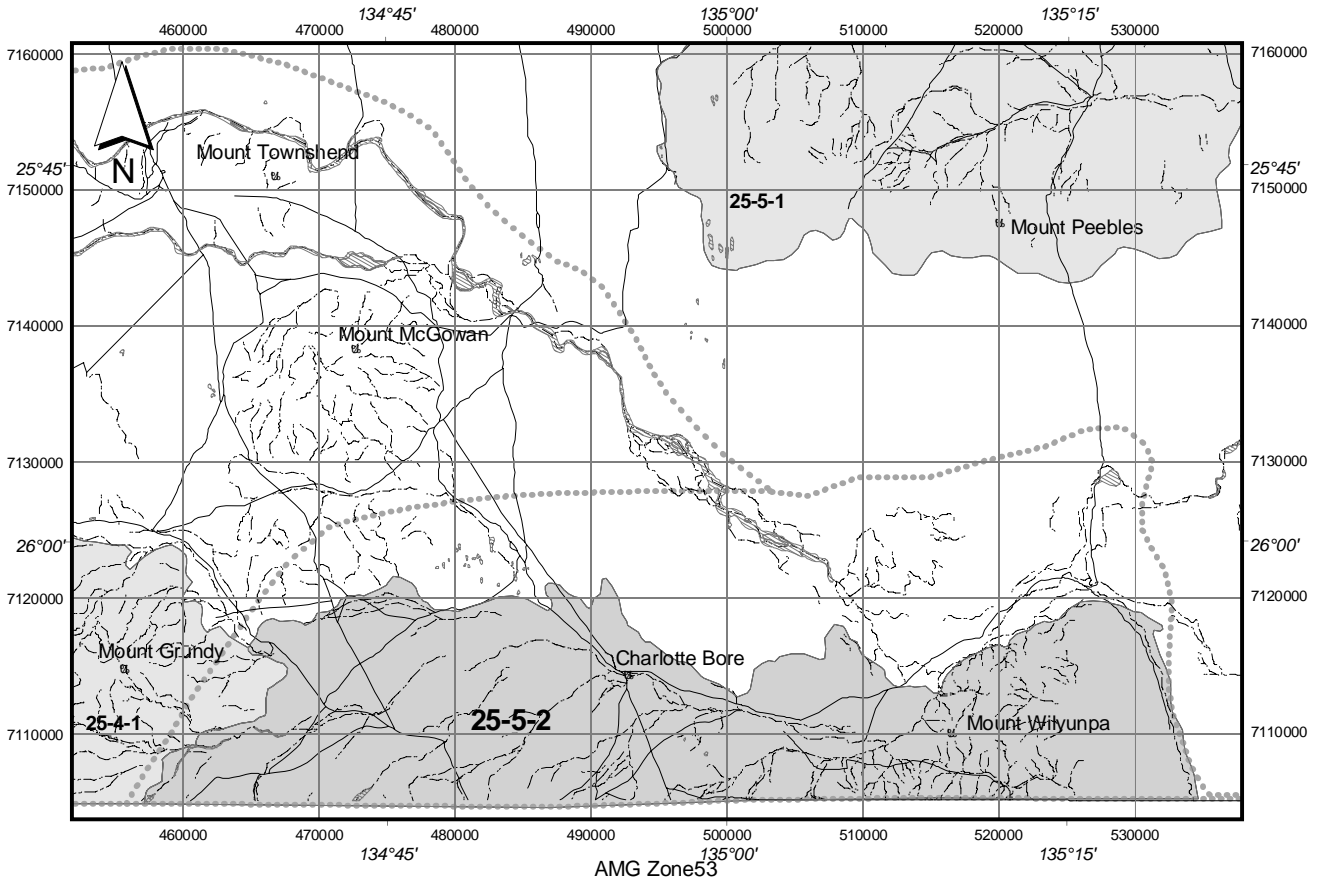 134°45' 135°00' 135°15'
460000 470000 480000 490000 500000 510000 520000 530000
7160000 7160000
Mount Townshend
N
25°45' 25°45'
7150000 7150000
25-5-1
Mount Peebles
7140000 7140000
Mount McGowan
7130000 7130000
26°00' 26°00'
7120000 7120000
Mount Grundy
Charlotte Bore
25-4-1
25-5-2
Mount Wilyunpa
7110000 7110000
460000 470000 480000 490000 500000 510000 520000 530000
134°45' 135°00' 135°15'
AMG Zone53